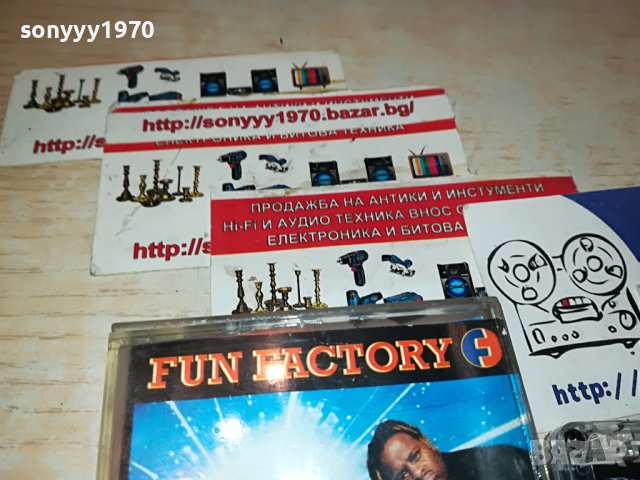 sonyyy1970
http://s
http://sonyyy1970.bazar.bg/
ЕЛЕКТРОНИКА И БИТОВА ТЕХНИКА
http://s
ПРОДАЖБА НА АНТИКИ И ИНСТУМЕНТИ
Hi-Fi И АУДИО ТЕХНИКА ВНОС
ЕЛЕКТРОНИКА И БИТОВА
http://
FUN FACTORY F
BAZAR